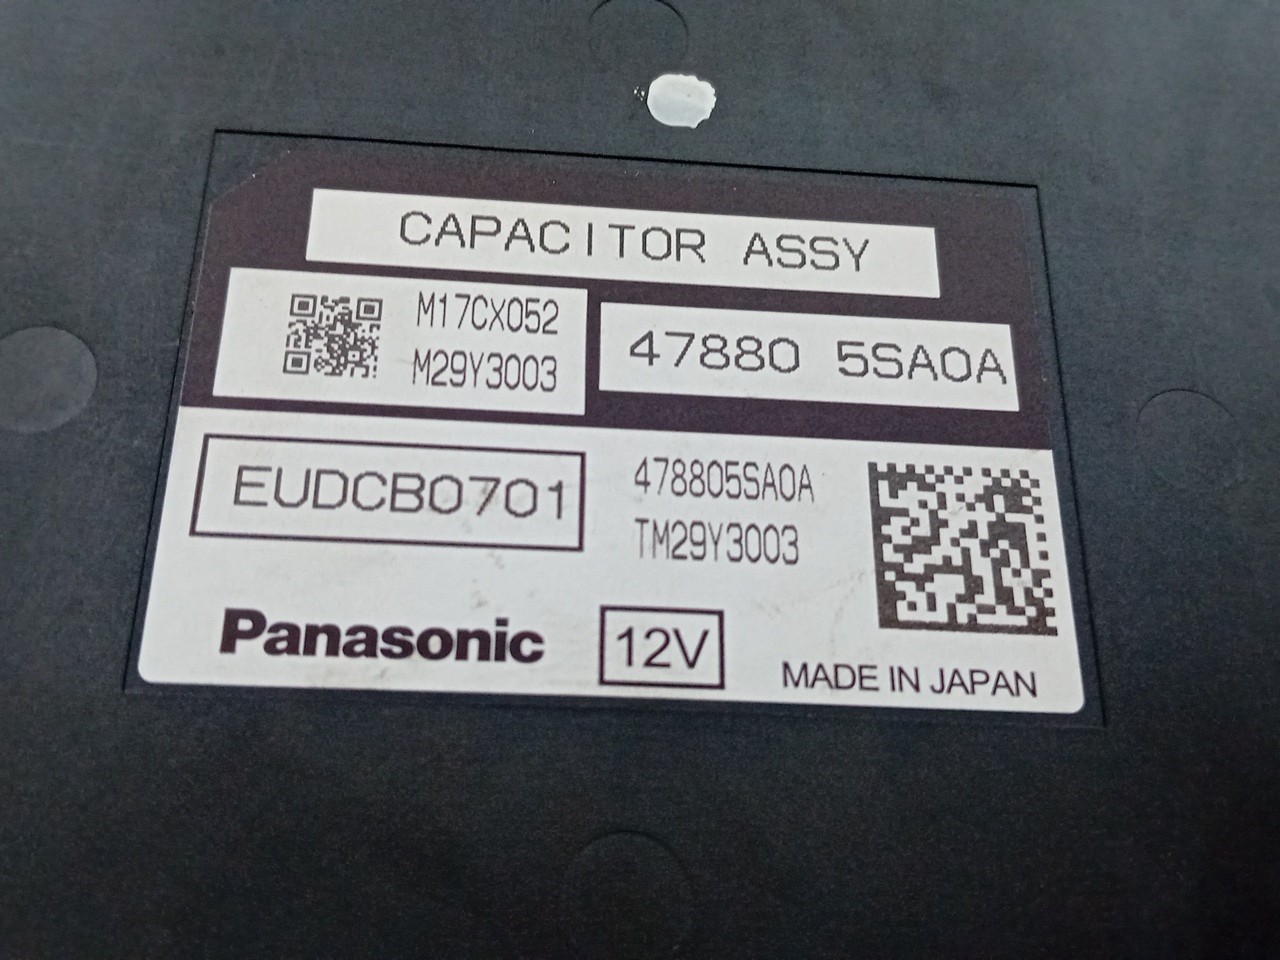 CAPACITOR ASSY
M17CX052
M29Y3003
47880 5SA0A
EUDCB0701
478805SA0A
TM29Y3003
Panasonic
12V
MADE IN JAPAN